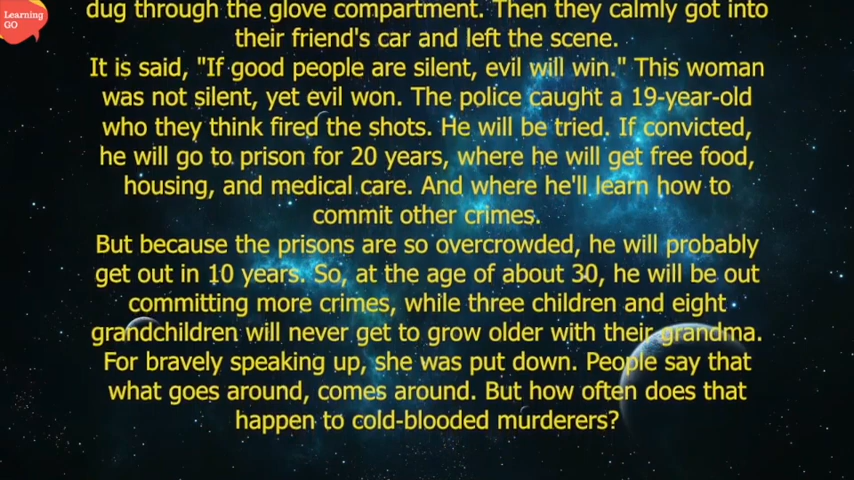 Learning
GO
dug through the glove compartment. Then they calmly got into
their friend's car and left the scene.
It is said, "If good people are silent, evil will win." This woman
was not silent, yet evil won. The police caught a 19-year-old
who they think fired the shots. He will be tried. If convicted,
he will go to prison for 20 years, where he will get free food,
housing, and medical care. And where he'll learn how to
commit other crimes.
But because the prisons are so overcrowded, he will probably
get out in 10 years. So, at the age of about 30, he will be out
committing more crimes, while three children and eight
grandchildren will never get to grow older with their grandma.
For bravely speaking up, she was put down. People say that
what goes around, comes around. But how often does that
happen to cold-blooded murderers?